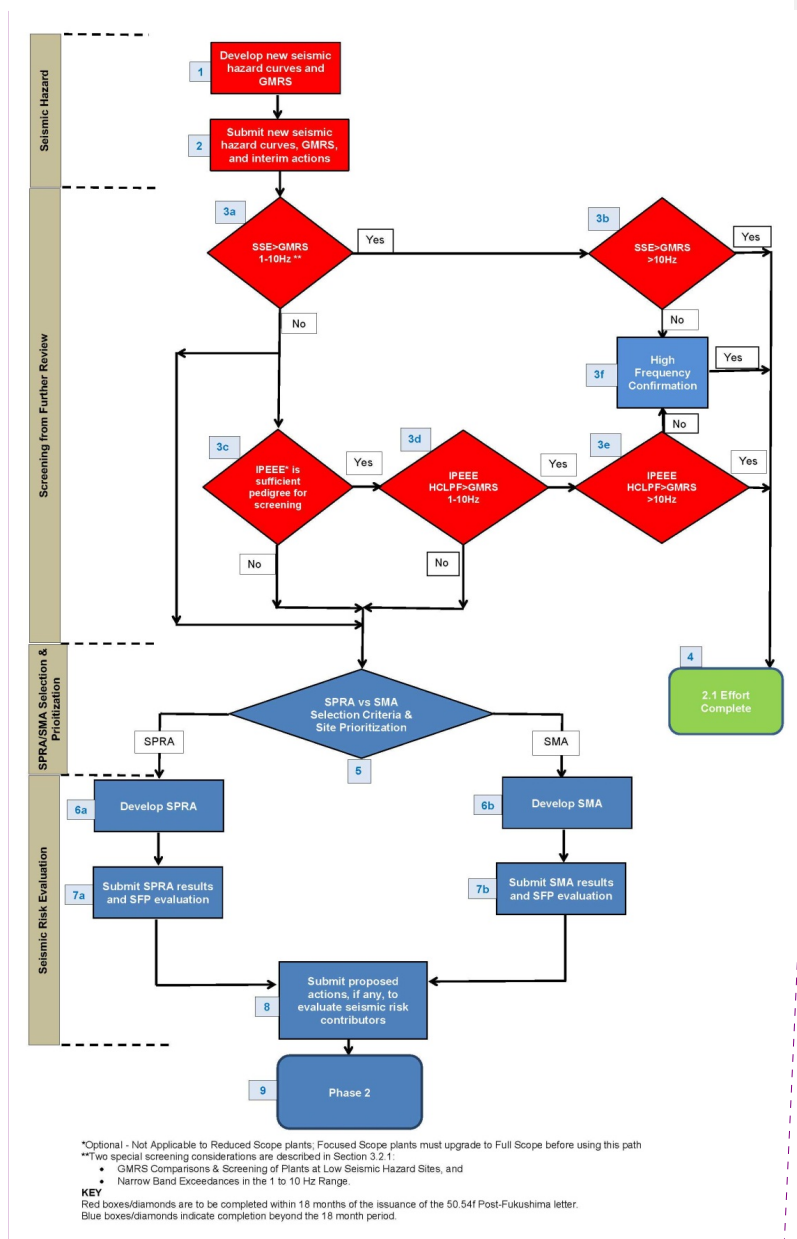 Seismic Hazard
1
Develop new seismic
hazard curves and
GMRS
2
Submit new seismic
hazard curves, GMRS,
and interim actions
Screening from Further Review
3a
SSE>GMRS
1-10Hz **
Yes
3b
SSE>GMRS
>10Hz
Yes
No
No
3f
High
Frequency
Confirmation
Yes
No
3c
IPEEE* is
sufficient
pedigree for
screening
Yes
3d
IPEEE
HCLPF>GMRS
1-10Hz
Yes
3e
IPEEE
HCLPF>GMRS
>10Hz
Yes
No
No
4
2.1 Effort
Complete
SPRA/SMA Selection &
Prioitization
SPRA vs SMA
Selection Criteria &
Site Prioritization
5
SPRA
SMA
Seismic Risk Evaluation
6a
Develop SPRA
6b
Develop SMA
7a
Submit SPRA results
and SFP evaluation
7b
Submit SMA results
and SFP evaluation
8
Submit proposed
actions, if any, to
evaluate seismic risk
contributors
9
Phase 2
*Optional - Not Applicable to Reduced Scope plants; Focused Scope plants must upgrade to Full Scope before using this path
**Two special screening considerations are described in Section 3.2.1:
• GMRS Comparisons & Screening of Plants at Low Seismic Hazard Sites, and
• Narrow Band Exceedances in the 1 to 10 Hz Range.
KEY
Red boxes/diamonds are to be completed within 18 months of the issuance of the 50.54f Post-Fukushima letter.
Blue boxes/diamonds indicate completion beyond the 18 month period.